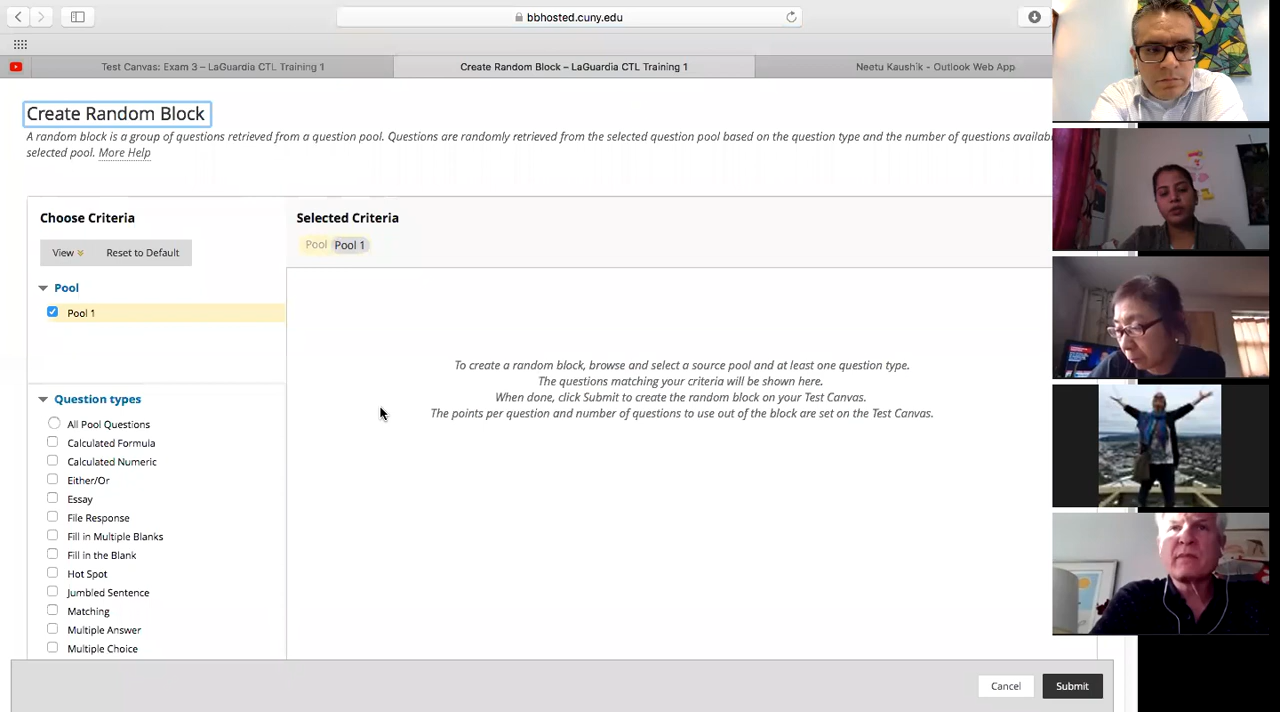 bbhosted.cuny.edu
Test Canvas: Exam 3 – LaGuardia CTL Training 1
Create Random Block – LaGuardia CTL Training 1
Neetu Kaushik - Outlook Web App
Create Random Block
A random block is a group of questions retrieved from a question pool. Questions are randomly retrieved from the selected question pool based on the question type and the number of questions
selected pool. More Help
Choose Criteria
Selected Criteria
Pool Pool 1
View Reset to Default
Pool
Pool 1
To create a random block, browse and select a source pool and at least one question type.
The questions matching your criteria will be shown here.
When done, click Submit to create the random block on your Test Canvas.
The points per question and number of questions to use out of the block are set on the Test Canvas.
Question types
All Pool Questions
Calculated Formula
Calculated Numeric
Either/Or
Essay
File Response
Fill in Multiple Blanks
Fill in the Blank
Hot Spot
Jumbled Sentence
Matching
Multiple Answer
Multiple Choice
Cancel Submit